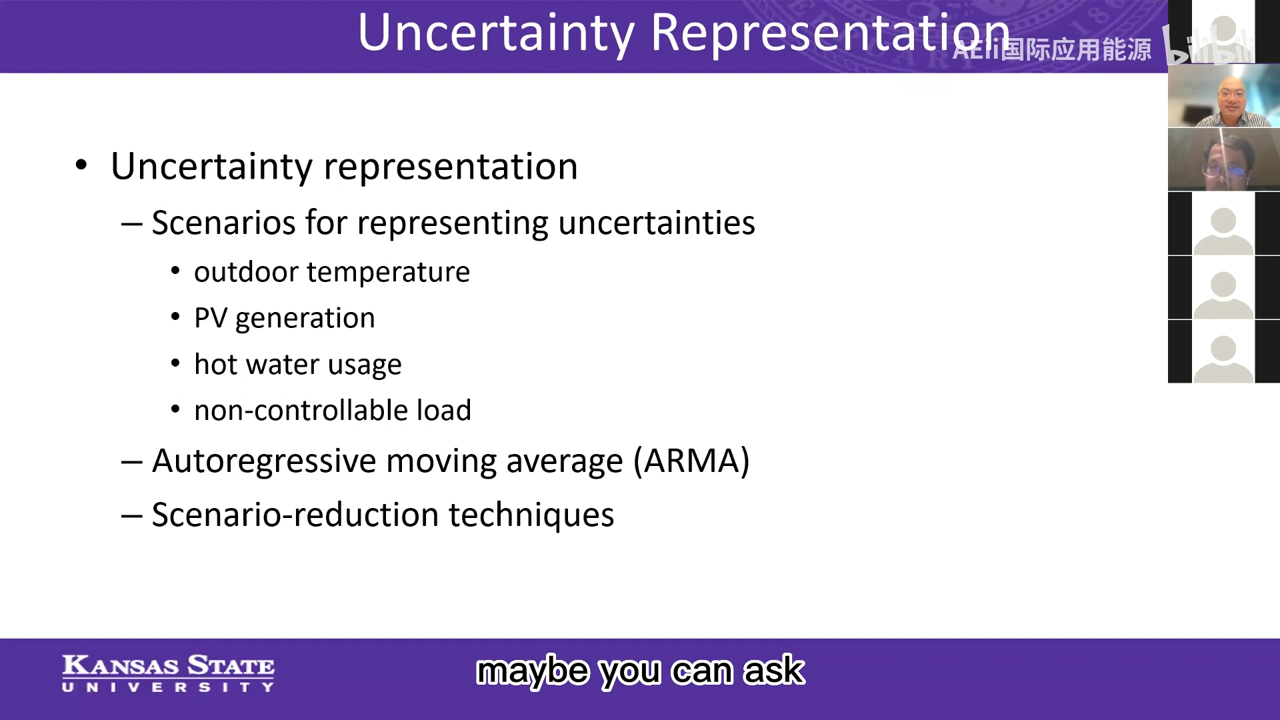 Uncertainty Representation
AEii国际应用能源
bilibili
• Uncertainty representation
– Scenarios for representing uncertainties
• outdoor temperature
• PV generation
• hot water usage
• non-controllable load
– Autoregressive moving average (ARMA)
– Scenario-reduction techniques
KANSAS STATE
UNIVERSITY
maybe you can ask